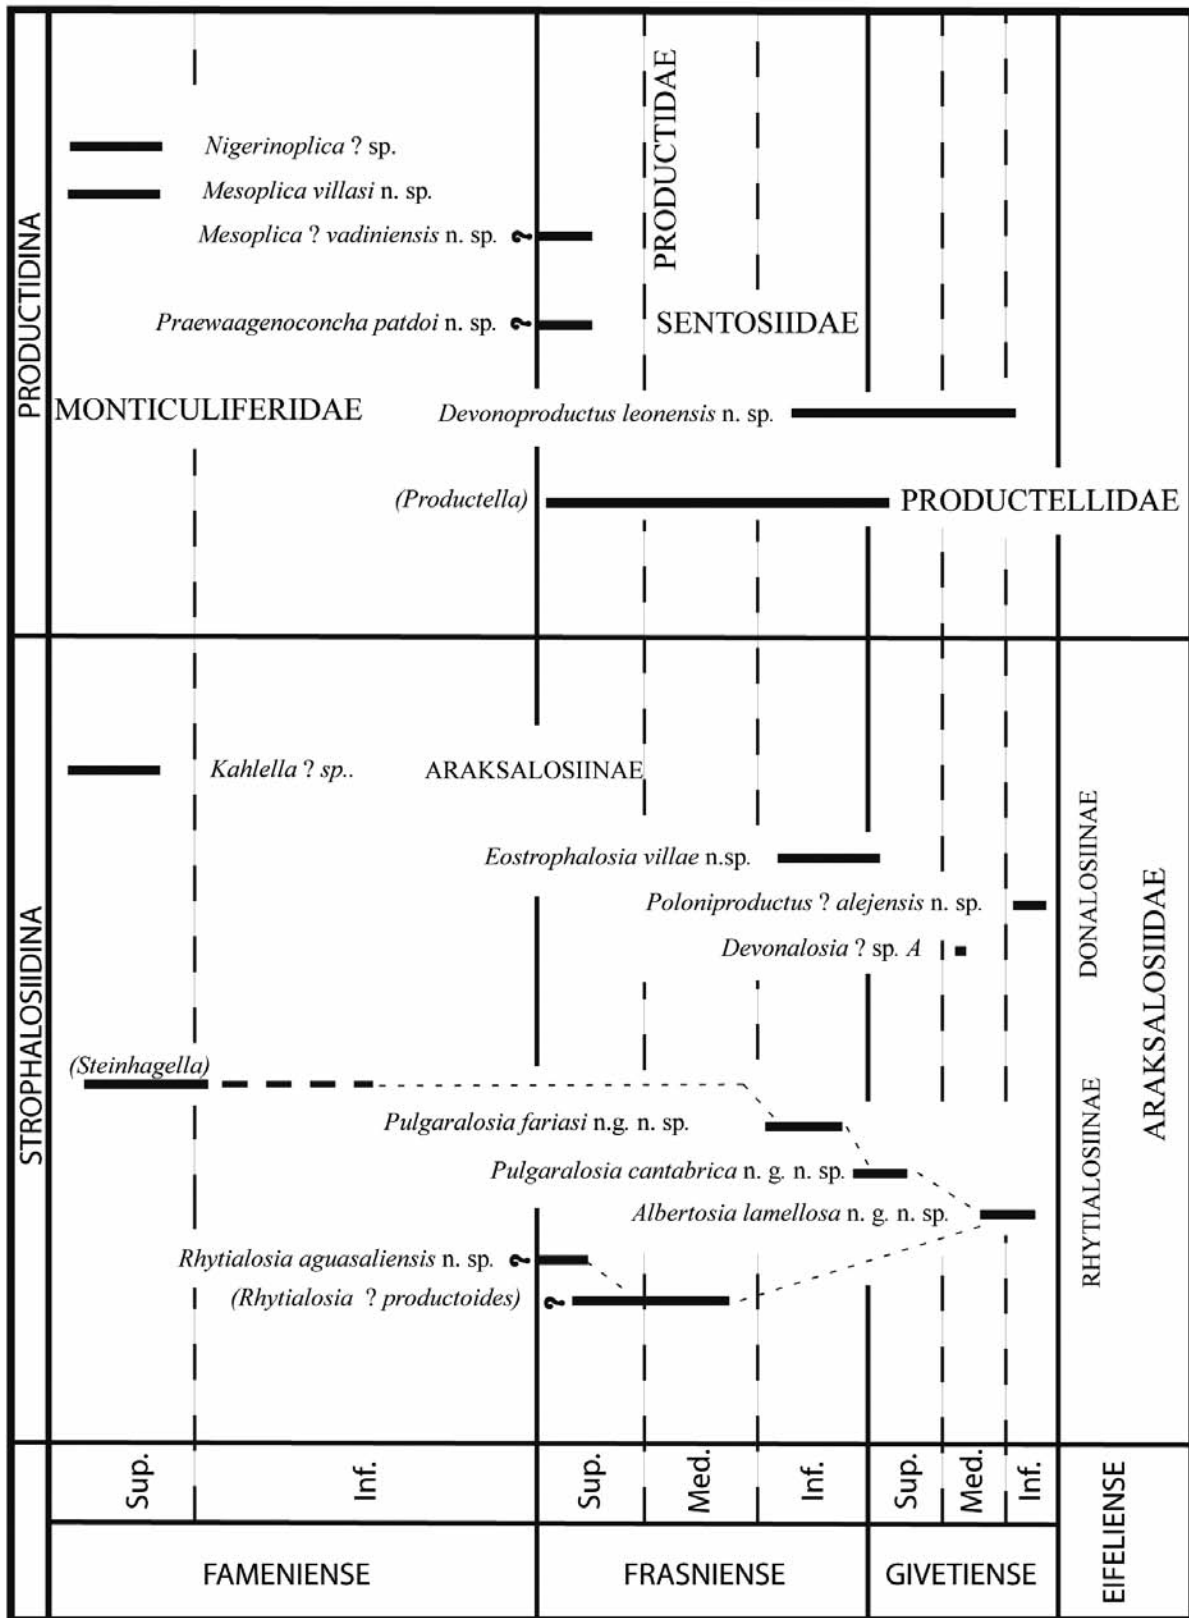 PRODUCTIDINA
Nigerinoplica ? sp.
Mesoplica villasi n. sp.
Mesoplica ? vadiniensis n. sp. ?
PRODUCTIDAE
Praewaagenoconcha patdoi n. sp. ?
SENTOSIIDAE
MONTICULIFERIDAE
Devonoproductus leonensis n. sp.
(Productella)
PRODUCTELLIDAE
STROPHALOSIIDINA
Kahlella ? sp..
ARAKSALOSIINAE
Eostrophalosia villae n.sp.
Poloniproductus ? alejensis n. sp.
Devonalosia ? sp. A
DONALOSIINAE
ARAKSALOSIIDAE
(Steinhagella)
Pulgaralosia fariasi n.g. n. sp.
Pulgaralosia cantabrica n. g. n. sp.
Albertosia lamellosa n. g. n. sp.
RHYTIALOSIINAE
Rhytialosia aguasaliensis n. sp. ?
(Rhytialosia ? productoides) ?
Sup.
Inf.
Sup.
Med.
Inf.
Sup.
Med.
Inf.
FAMENIENSE
FRASNIENSE
GIVETIENSE
EIFELIENSE